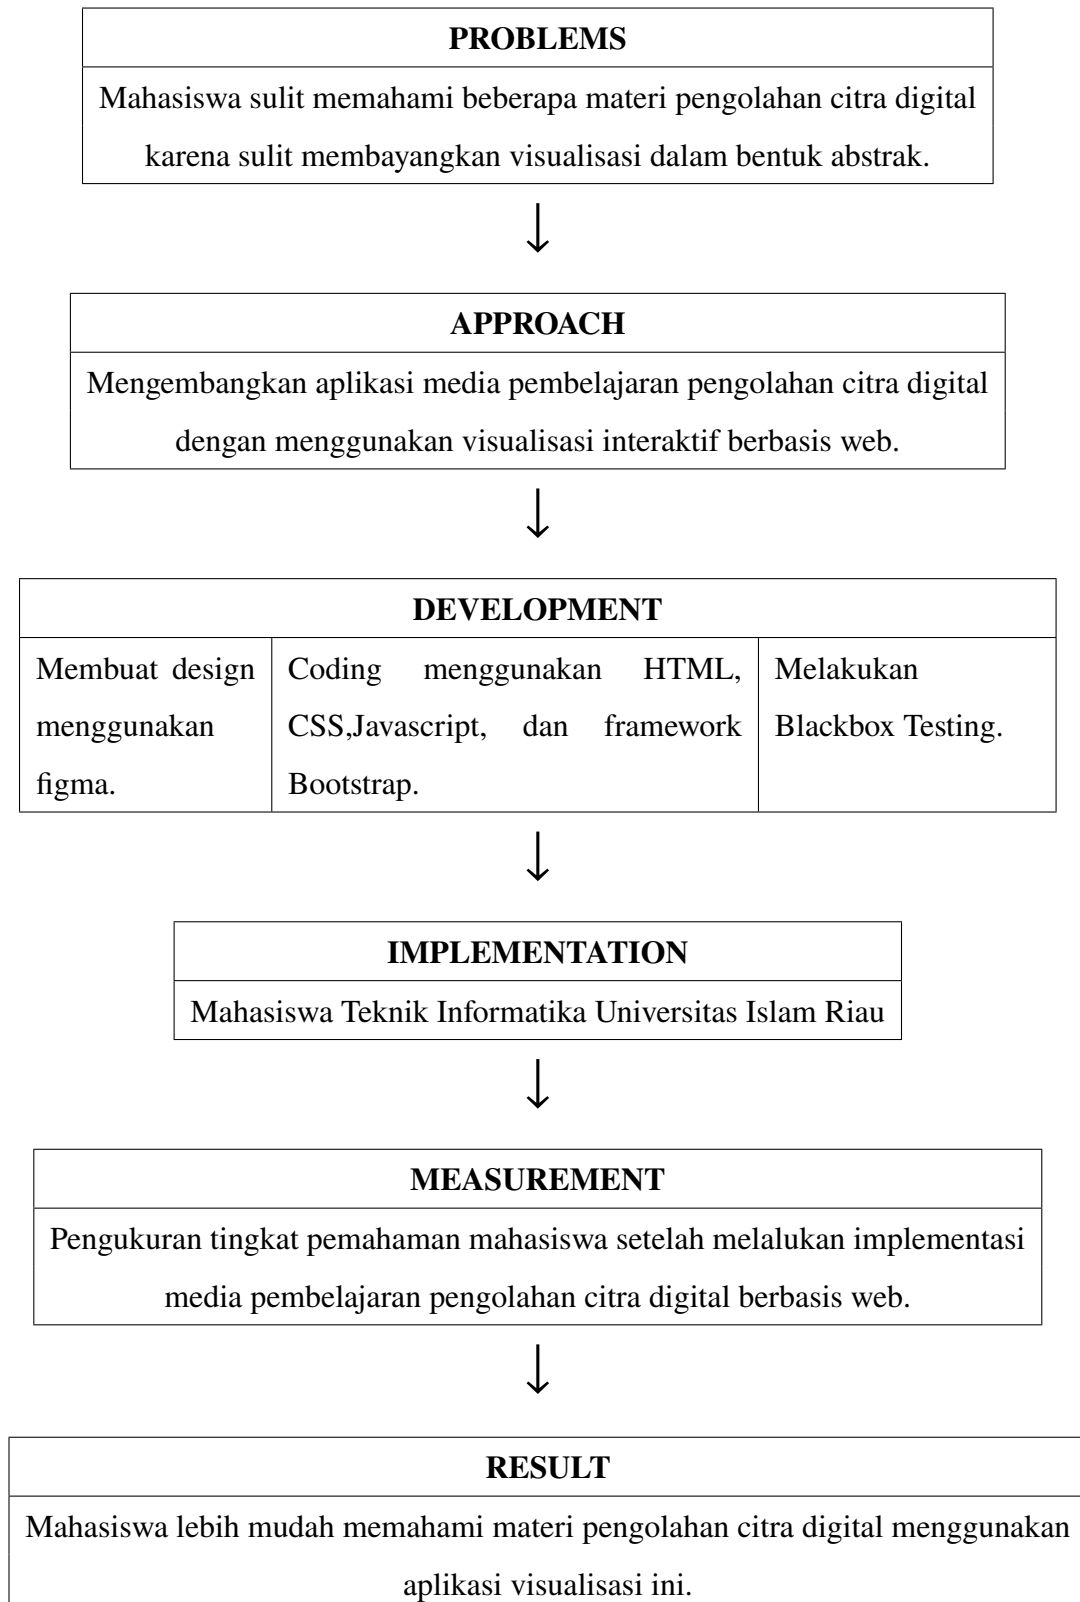 PROBLEMS
Mahasiswa sulit memahami beberapa materi pengolahan citra digital
karena sulit membayangkan visualisasi dalam bentuk abstrak.
APPROACH
Mengembangkan aplikasi media pembelajaran pengolahan citra digital
dengan menggunakan visualisasi interaktif berbasis web.
DEVELOPMENT
Membuat design
menggunakan
figma.
Coding menggunakan HTML,
CSS,Javascript, dan framework
Bootstrap.
Melakukan
Blackbox Testing.
IMPLEMENTATION
Mahasiswa Teknik Informatika Universitas Islam Riau
MEASUREMENT
Pengukuran tingkat pemahaman mahasiswa setelah melalukan implementasi
media pembelajaran pengolahan citra digital berbasis web.
RESULT
Mahasiswa lebih mudah memahami materi pengolahan citra digital menggunakan
aplikasi visualisasi ini.